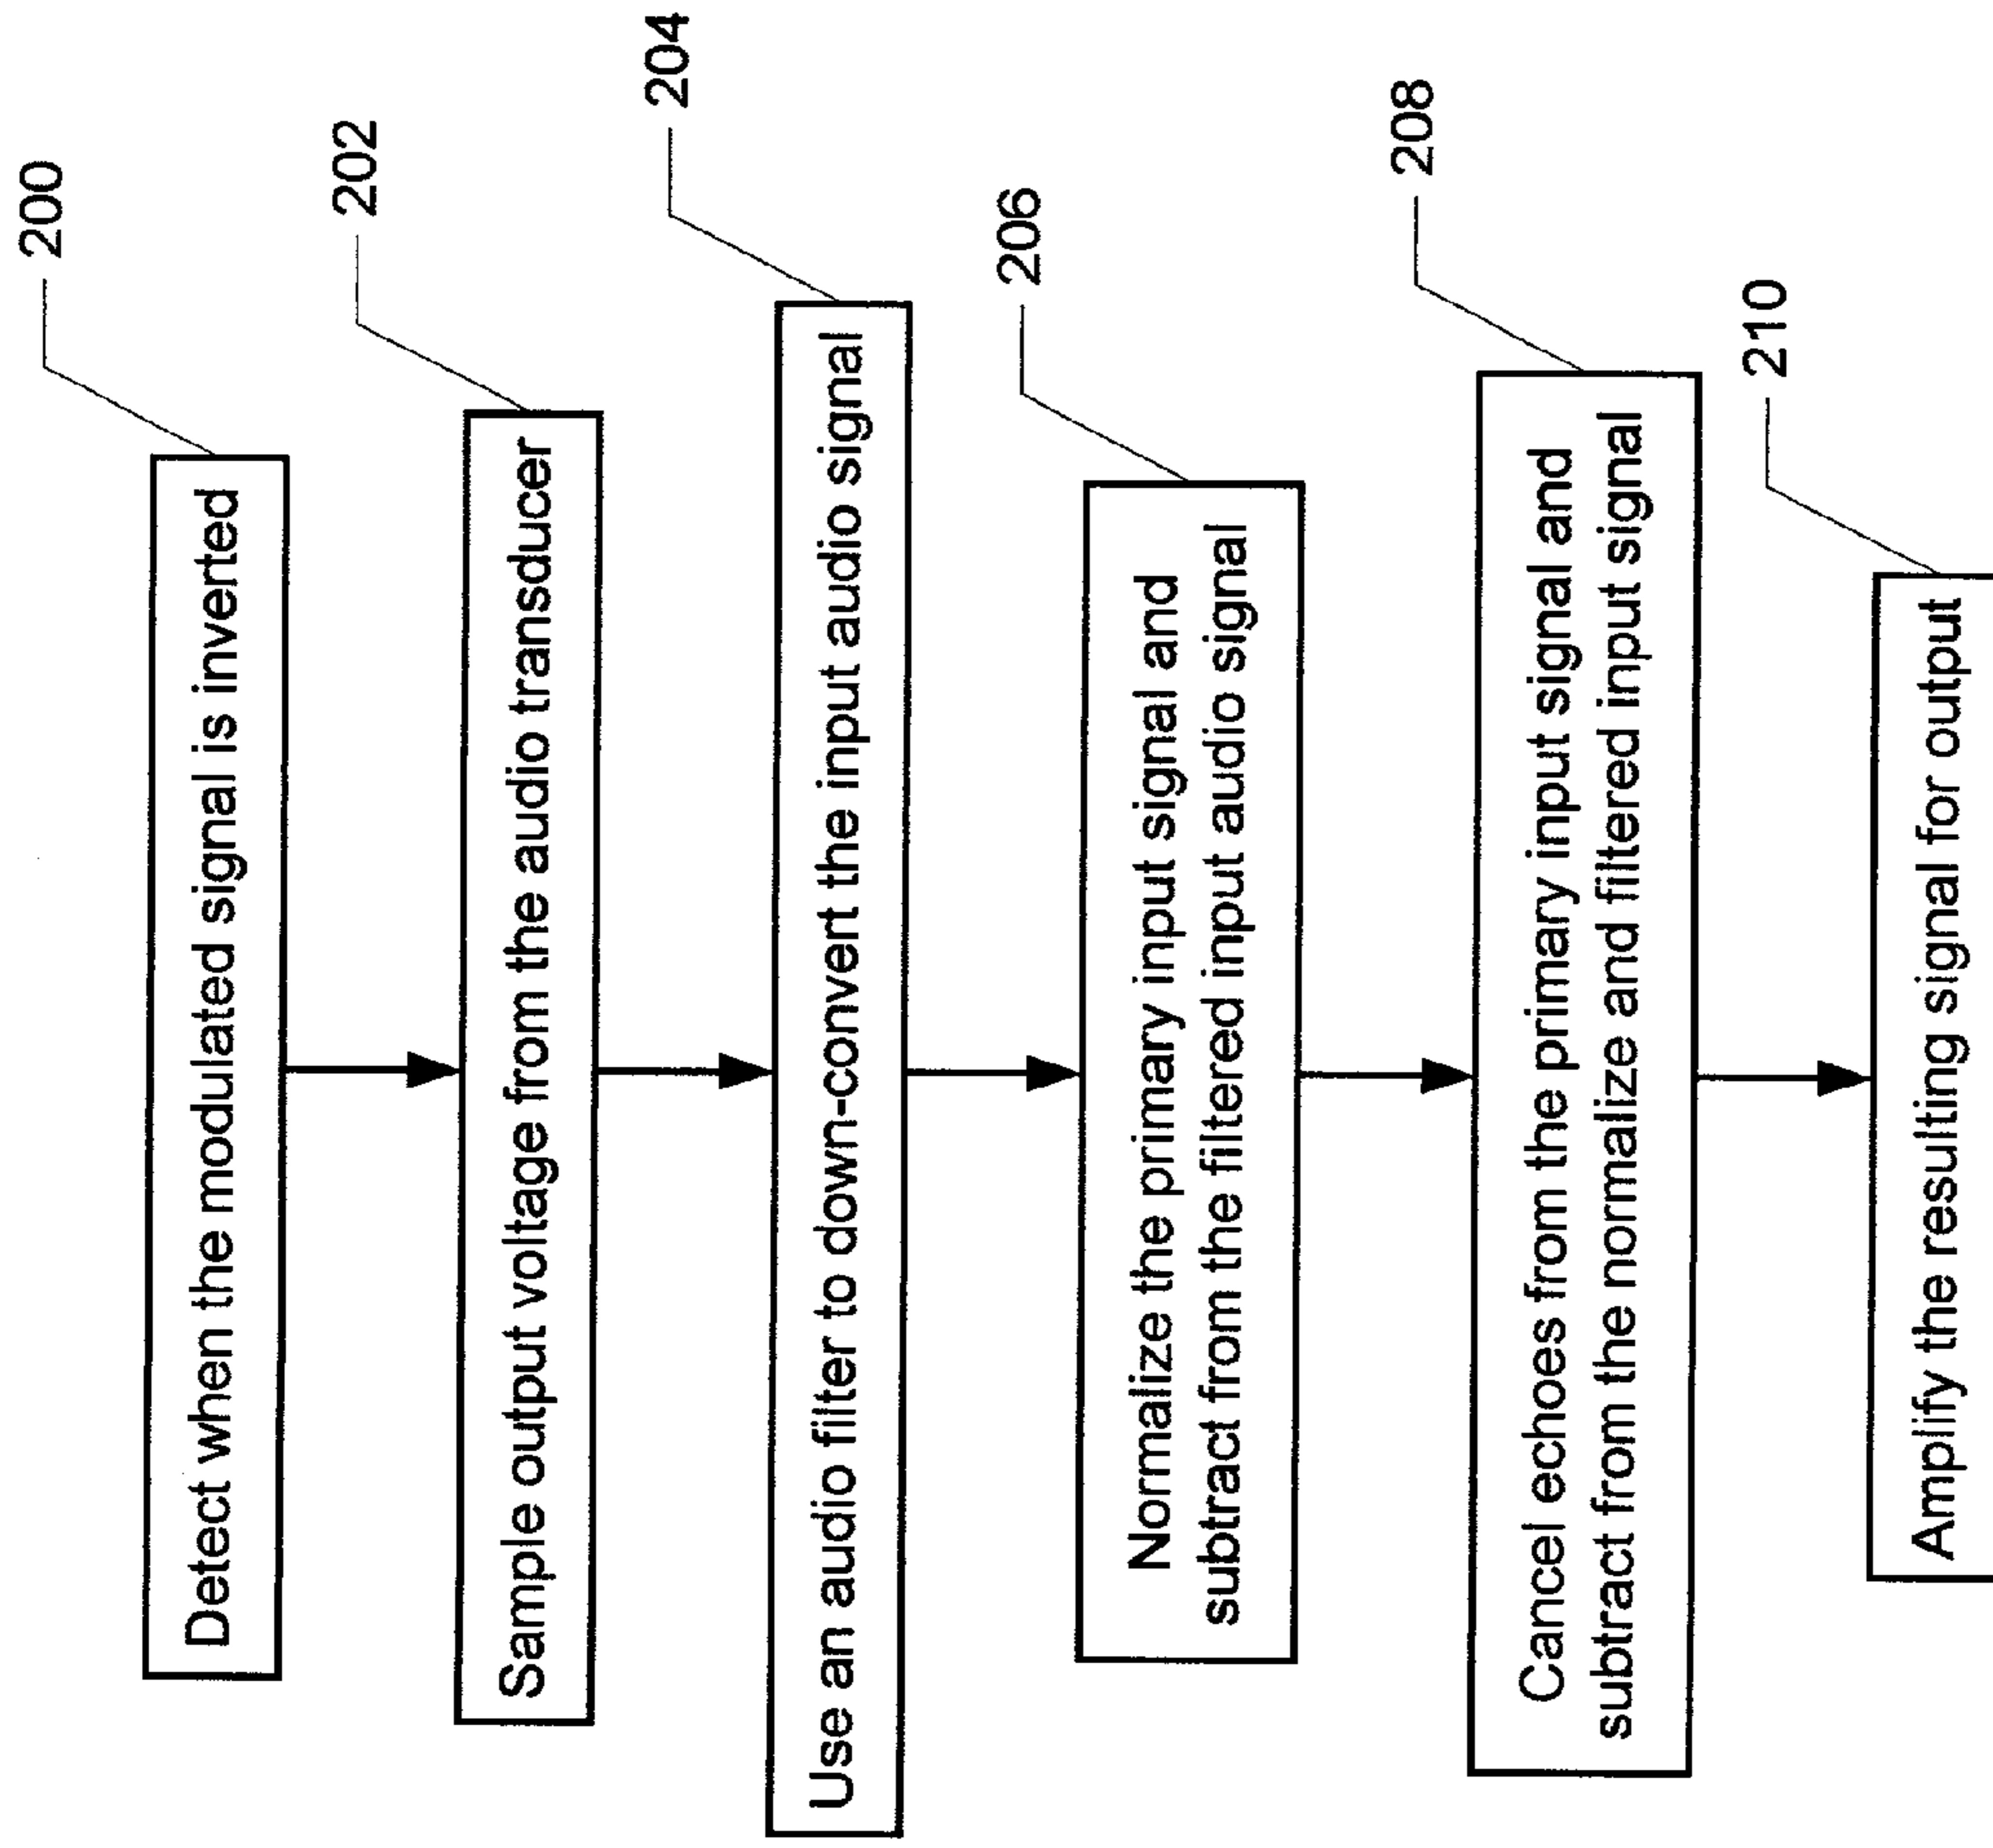 200
Detect when the modulated signal is inverted
202
Sample output voltage from the audio transducer
204
Use an audio filter to down-convert the input audio signal
206
Normalize the primary input signal and
subtract from the filtered input audio signal
208
Cancel echoes from the primary input signal and
subtract from the normalize and filtered input signal
210
Amplify the resulting signal for output